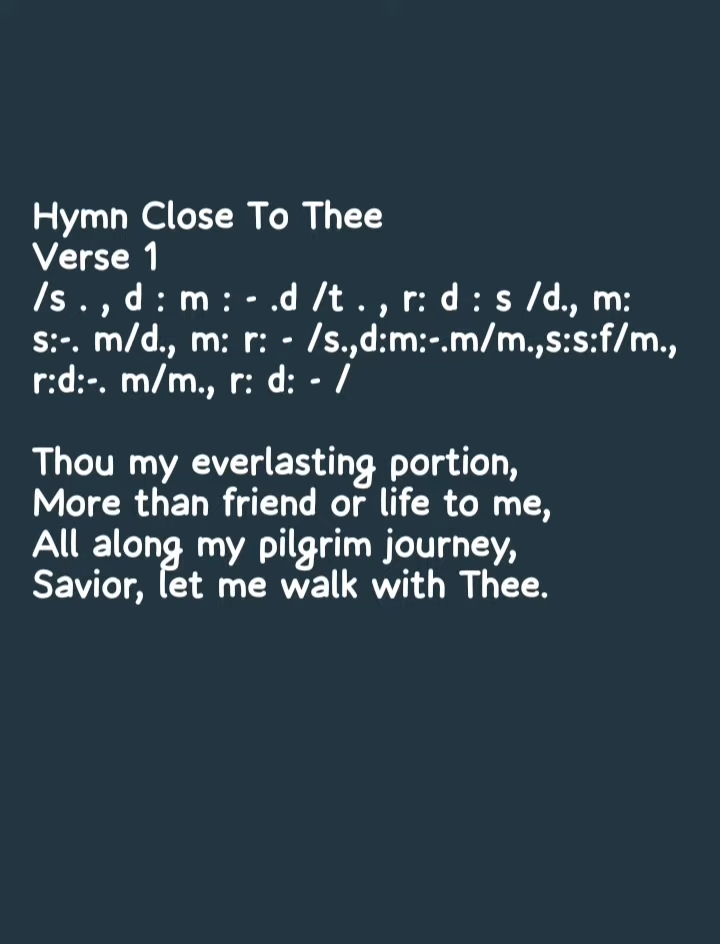 Hymn Close To Thee
Verse 1
/s . , d : m : - .d /t . , r: d : s /d., m:
s:-. m/d., m: r: - /s.,d:m:-.m/m.,s:s:f/m.,
r:d:-. m/m., r: d: - /
Thou my everlasting portion,
More than friend or life to me,
All along my pilgrim journey,
Savior, let me walk with Thee.